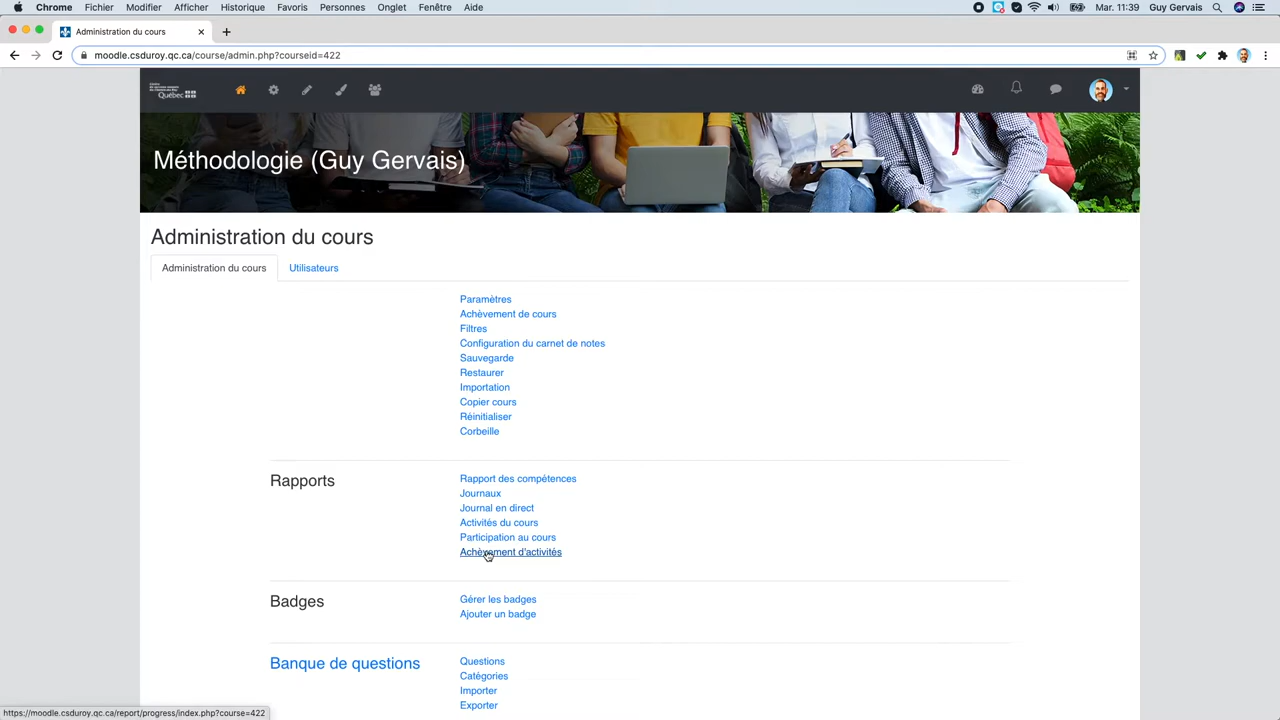 Chrome Fichier Modifier Afficher Historique Favoris Personnes Onglet Fenêtre Aide Mar. 11:39 Guy Gervais
Administration du cours
moodle.csduroy.qc.ca/course/admin.php?courseid=422
Québec
Méthodologie (Guy Gervais)
Administration du cours
Administration du cours Utilisateurs
Paramètres
Achèvement de cours
Filtres
Configuration du carnet de notes
Sauvegarde
Restaurer
Importation
Copier cours
Réinitialiser
Corbeille
Rapports
Rapport des compétences
Journaux
Journal en direct
Activités du cours
Participation au cours
Achèvement d'activités
Badges
Gérer les badges
Ajouter un badge
Banque de questions
Questions
Catégories
Importer
Exporter
https://moodle.csduroy.qc.ca/report/progress/index.php?course=422